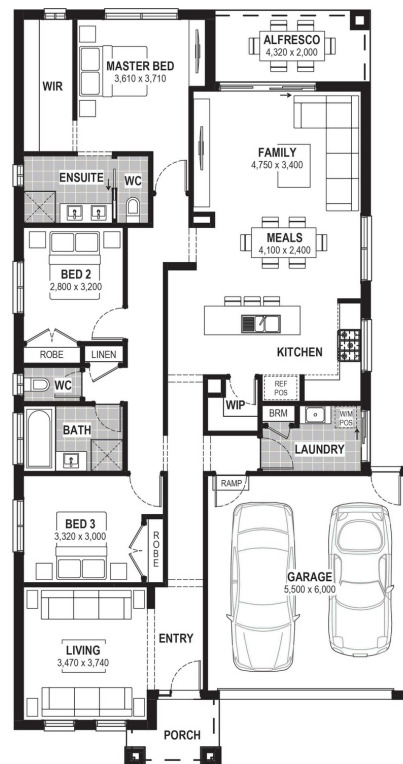 ALFRESCO
4,320 x 2,000
WIR
MASTER BED
3,610 x 3,710
FAMILY
4,750 x 3,400
ENSUITE
WC
MEALS
4,100 x 2,400
BED 2
2,800 x 3,200
KITCHEN
ROBE
LINEN
WC
WIP
REF
POS
BRM
W/M
POS
BATH
LAUNDRY
RAMP
BED 3
3,320 x 3,000
ROBE
GARAGE
5,500 x 6,000
LIVING
3,470 x 3,740
ENTRY
PORCH